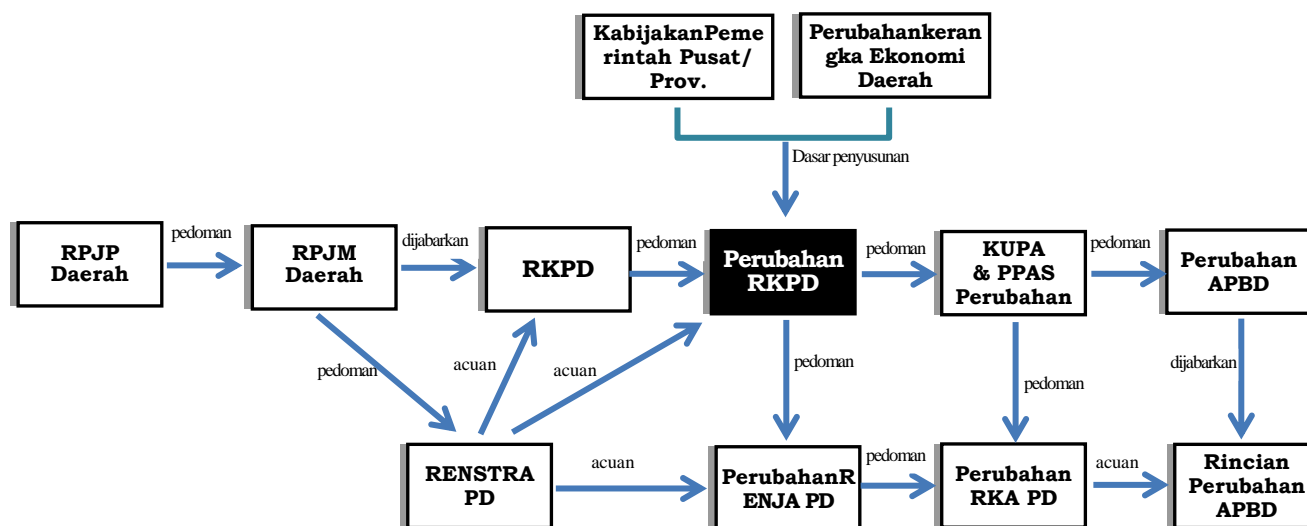 KabijakanPeme
rintah Pusat/
Prov.
Perubahankeran
gka Ekonomi
Daerah
Dasar penyusunan
RPJP
Daerah
pedoman
RPJM
Daerah
dijabarkan
RKPD
pedoman
Perubahan
RKPD
pedoman
KUPA
& PPAS
Perubahan
pedoman
Perubahan
APBD
pedoman
acuan
acuan
pedoman
pedoman
dijabarkan
RENSTRA
PD
acuan
PerubahanR
ENJA PD
pedoman
Perubahan
RKA PD
acuan
Rincian
Perubahan
APBD